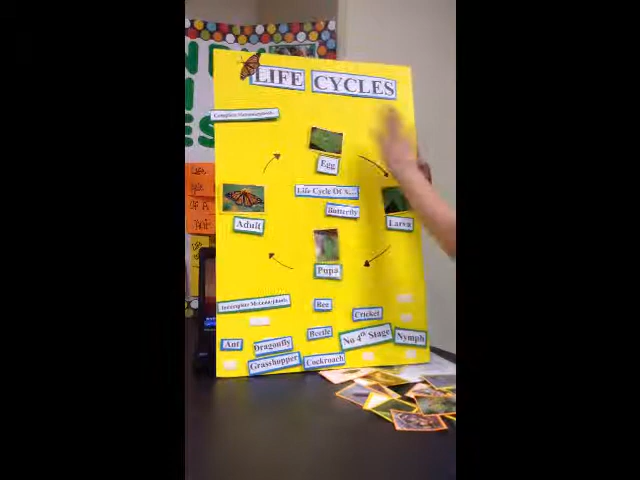 LIFE CYCLES
Complete Metamorphosis
Egg
Life Cycle Of A...
Butterfly
Larva
Adult
Pupa
Incomplete Metamorphosis
Bee
Cricket
Beetle
No 4th Stage
Nymph
Ant
Dragonfly
Grasshopper
Cockroach